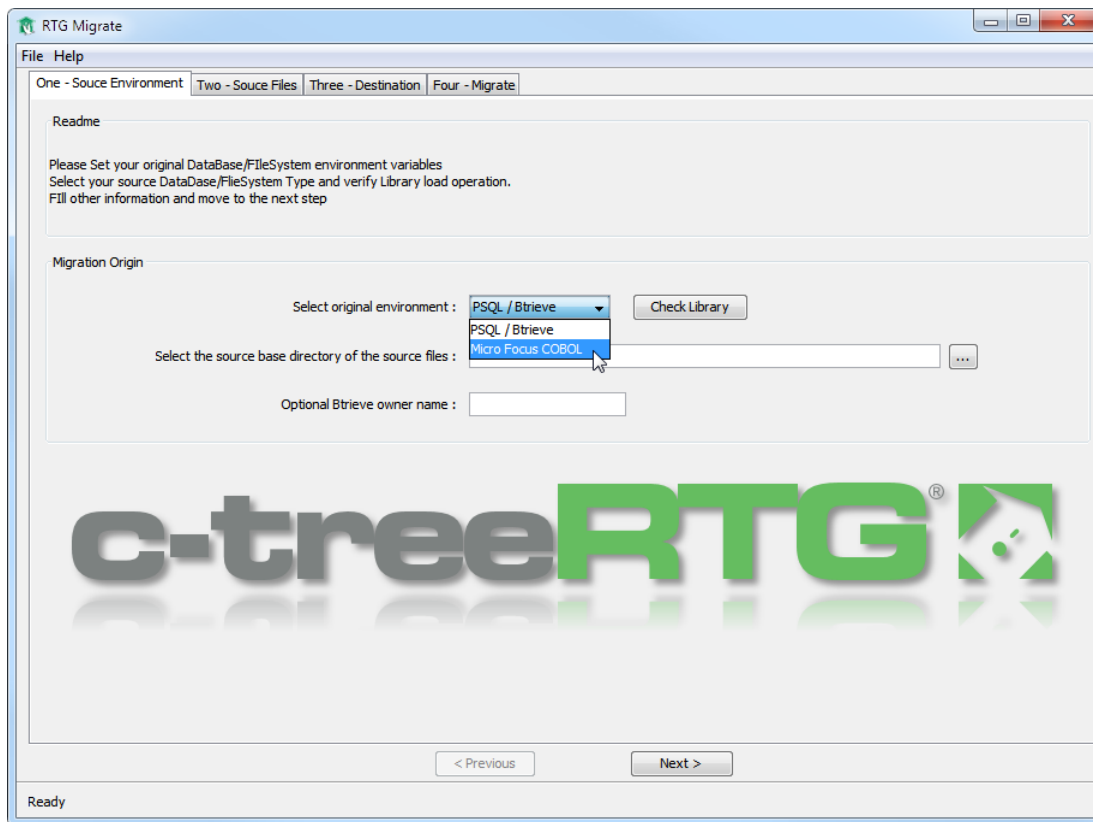 RTG Migrate
File Help
One - Souce Environment Two - Souce Files Three - Destination Four - Migrate
Readme
Please Set your original DataBase/FIleSystem environment variables
Select your source DataDase/FlieSystem Type and verify Library load operation.
FIll other information and move to the next step
Migration Origin
Select original environment : PSQL / Btrieve Check Library
PSQL / Btrieve
Micro Focus COBOL
Select the source base directory of the source files : ...
Optional Btrieve owner name :
c-treeRTG®
< Previous Next >
Ready